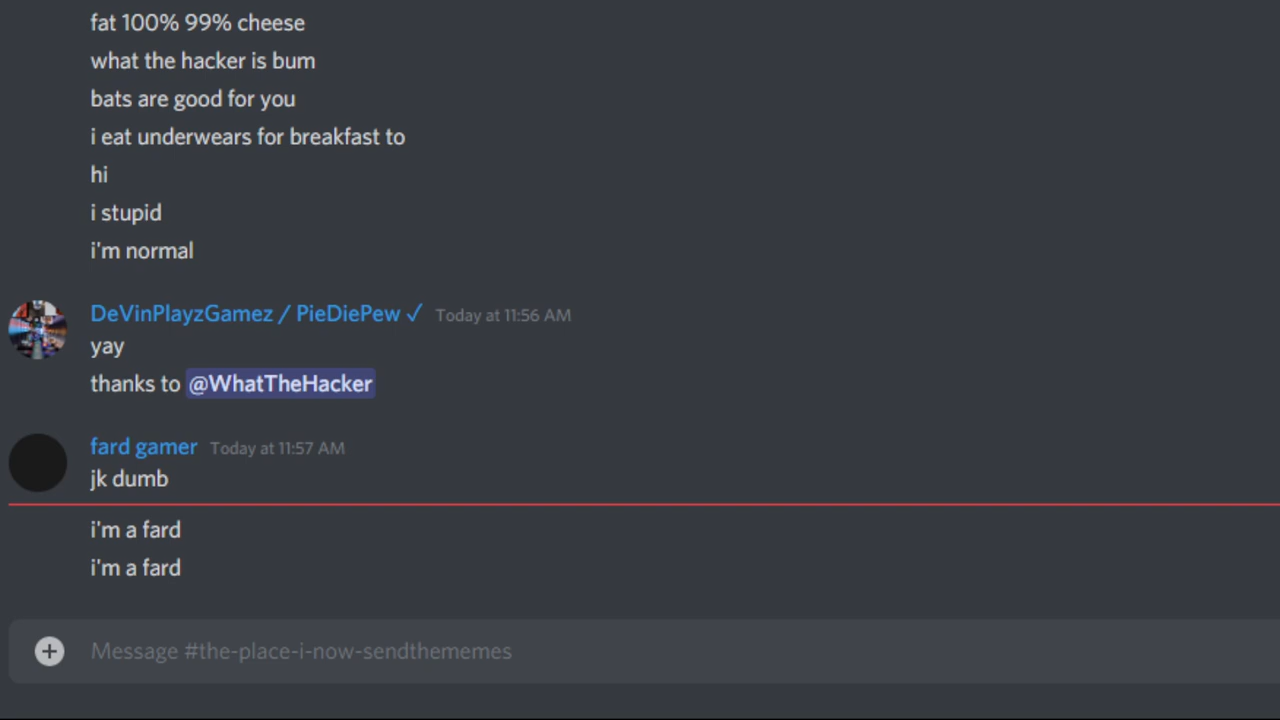 fat 100% 99% cheese
what the hacker is bum
bats are good for you
i eat underwears for breakfast to
hi
i stupid
i'm normal
DeVinPlayzGamez / PieDiePew ✓ Today at 11:56 AM
yay
thanks to @WhatTheHacker
fard gamer Today at 11:57 AM
jk dumb
i'm a fard
i'm a fard
Message #the-place-i-now-sendthememes